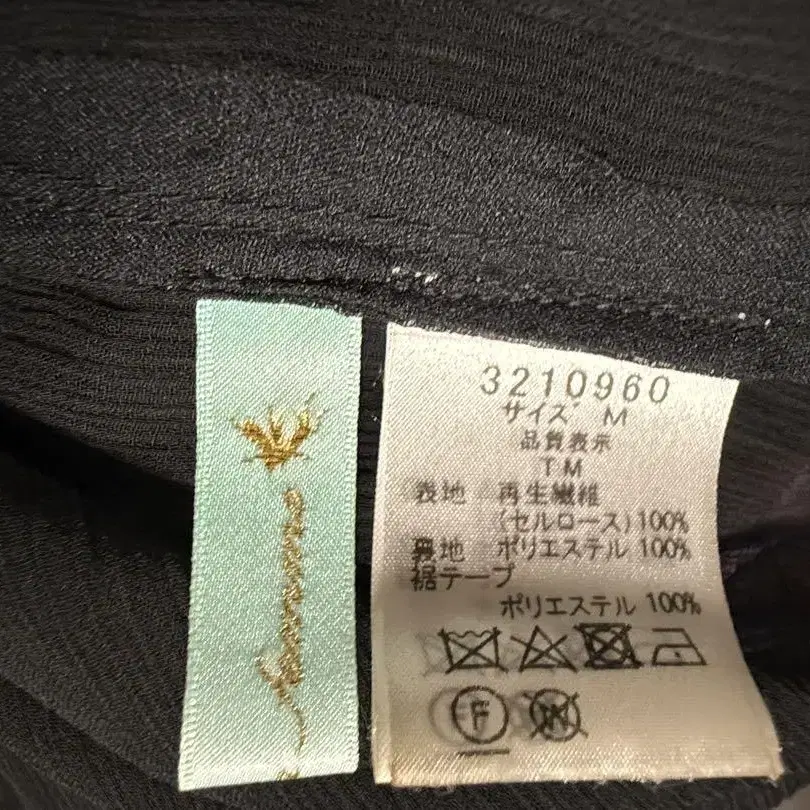 3210960
サイズ M
品質表示
TM
表地 再生繊維
(セルロース)100%
裏地 ポリエステル 100%
裾テープ
ポリエステル 100%
F
W